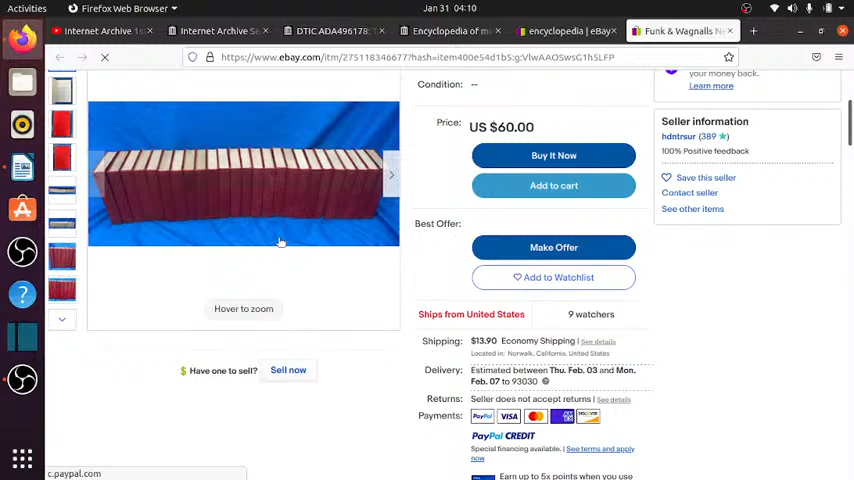 Activities
Firefox Web Browser
Jan 31 04:10
Internet Archive
Internet Archive Se
DTIC ADA496178:
Encyclopedia of m
encyclopedia | eBay
Funk & Wagnalls Ne
https://www.ebay.com/itm/275118346677?hash=item400e54d1b5:g:VlwAAOSwsG1h5LFP
Condition: --
Price: US $60.00
Buy It Now
Add to cart
Best Offer:
Make Offer
Add to Watchlist
Ships from United States
9 watchers
Shipping: $13.90 Economy Shipping | See details
Located in: Norwalk, California, United States
Delivery: Estimated between Thu. Feb. 03 and Mon.
Feb. 07 to 93030
Returns: Seller does not accept returns | See details
Payments: PayPal VISA
DISCOVER
PayPal CREDIT
Special financing available. | See terms and apply
now
Earn up to 5x points when you use
your money back.
Learn more
Seller information
hdntrsur (389 )
100% Positive feedback
Save this seller
Contact seller
See other items
Hover to zoom
Have one to sell? Sell now
c.paypal.com